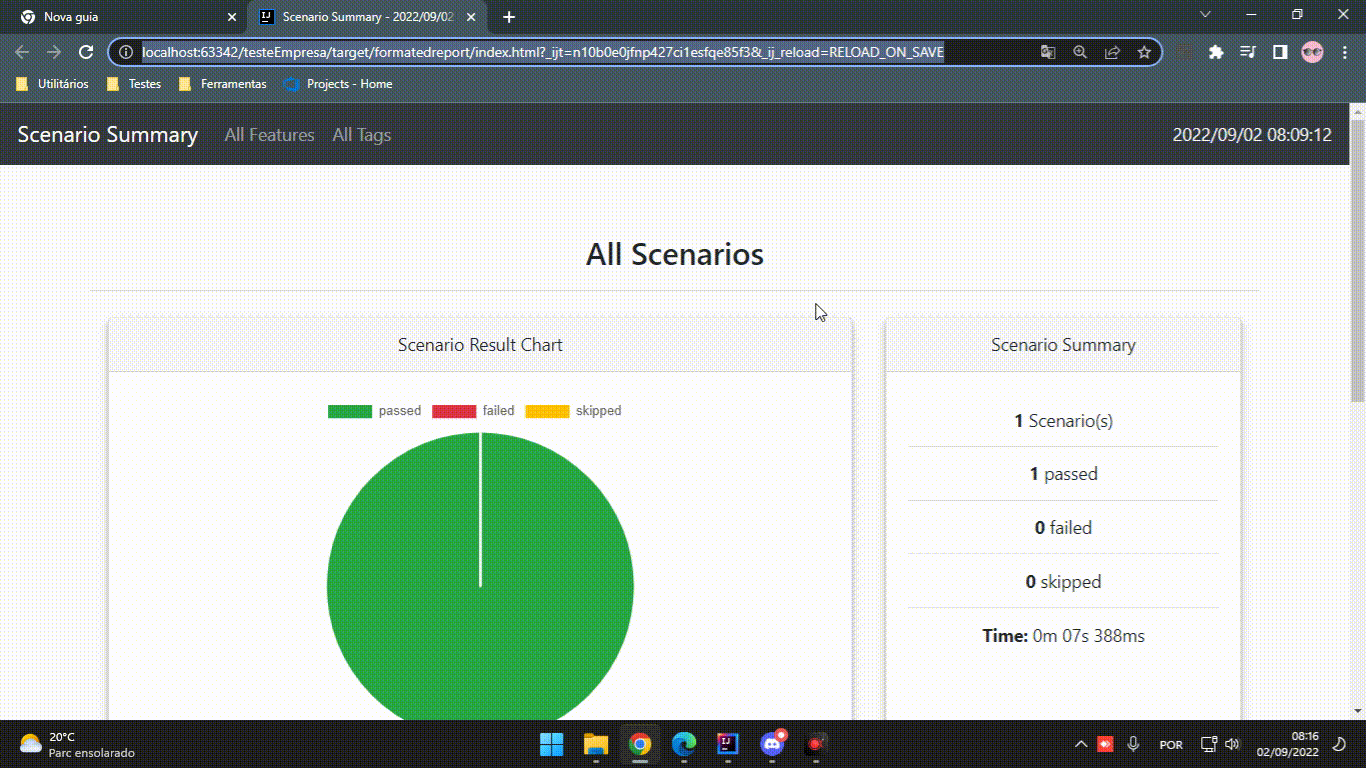 Nova guia
Scenario Summary - 2022/09/02
localhost:63342/testeEmpresa/target/formatedreport/index.html?_ijt=n10b0e0jfnp427ci1esfqe85f3&_ij_reload=RELOAD_ON_SAVE
Utilitários Testes Ferramentas Projects - Home
Scenario Summary All Features All Tags 2022/09/02 08:09:12
All Scenarios
Scenario Result Chart
passed failed skipped
Scenario Summary
1 Scenario(s)
1 passed
0 failed
0 skipped
Time: 0m 07s 388ms
20°C
Parc ensolarado
POR
08:16
02/09/2022